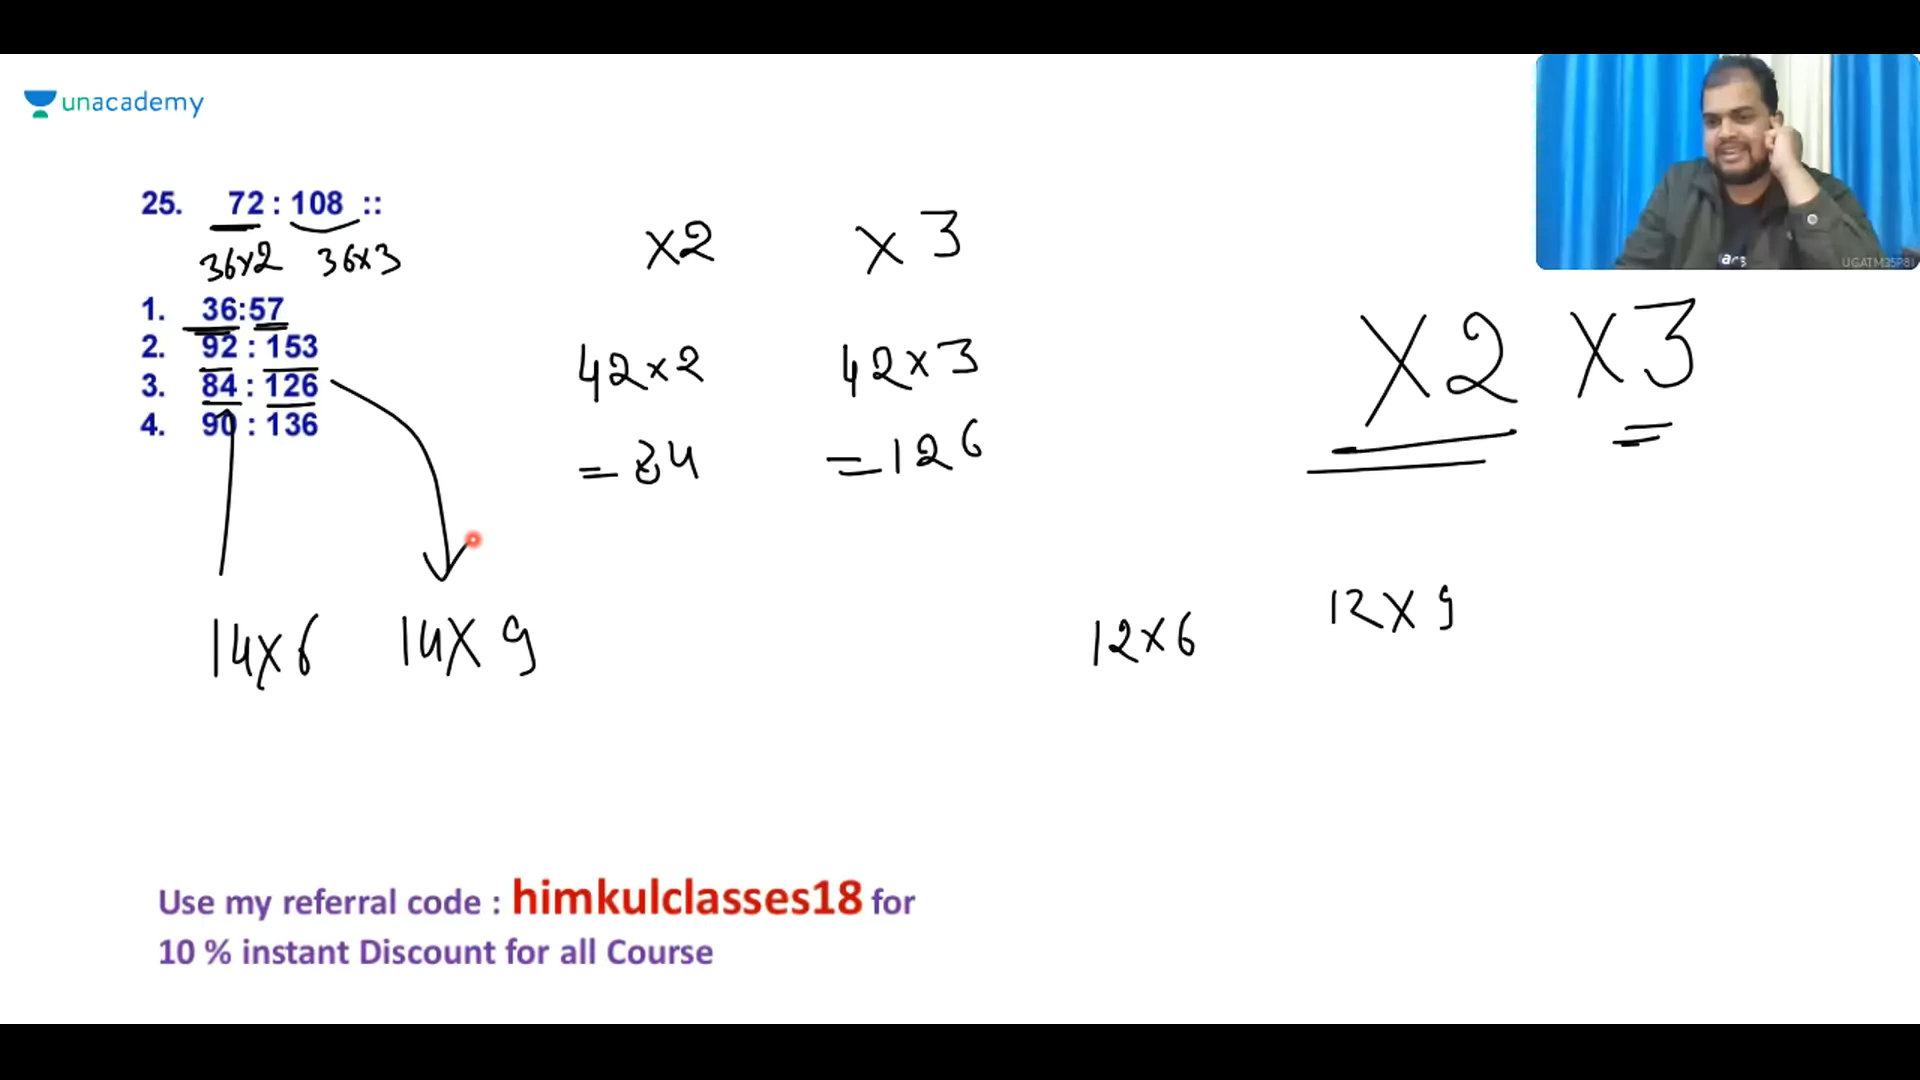 unacademy
25. 72 : 108 ::
36x2 36x3
1. 36:57
2. 92 : 153
3. 84 : 126
4. 90 : 136
x2 x 3
42x2 42x3
= 84 = 126
x2 x3
14x6 14x9
12x6 12x9
UGATM35P8I
Use my referral code : himkulclasses18 for
10 % instant Discount for all Course